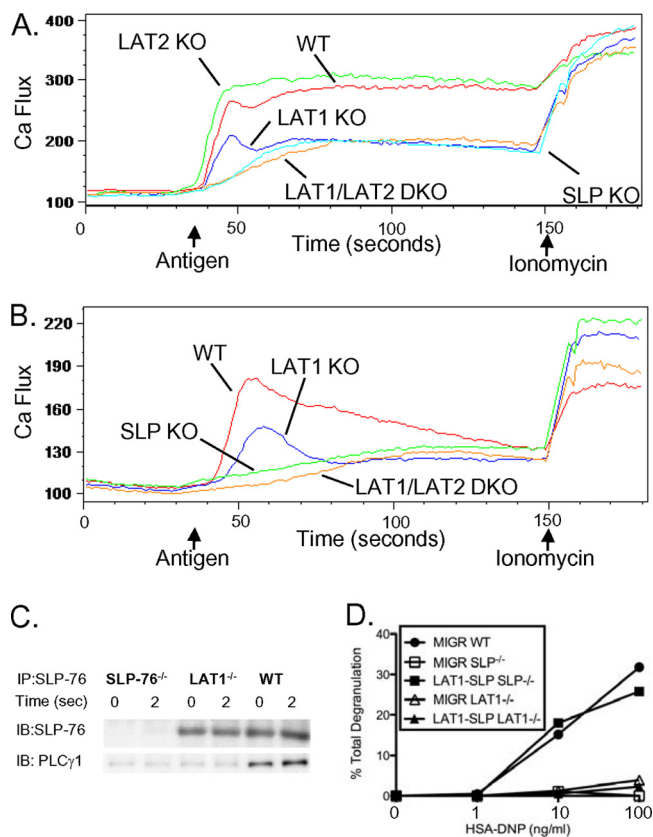 A.
400
300
200
100
Ca Flux
LAT2 KO
WT
LAT1 KO
LAT1/LAT2 DKO
SLP KO
0
50
100
150
Time (seconds)
Antigen
Ionomycin
B.
220
190
160
130
100
Ca Flux
WT
LAT1 KO
SLP KO
LAT1/LAT2 DKO
0
50
100
150
Time (seconds)
Antigen
Ionomycin
C.
IP:SLP-76 SLP-76-/- LAT1-/- WT
Time (sec) 0 2 0 2 0 2
IB:SLP-76
IB: PLCγ1
D.
% Total Degranulation
40
30
20
10
0
MIGR WT
MIGR SLP-/-
LAT1-SLP SLP-/-
MIGR LAT1-/-
LAT1-SLP LAT1-/-
0 1 10 100
HSA-DNP (ng/ml)